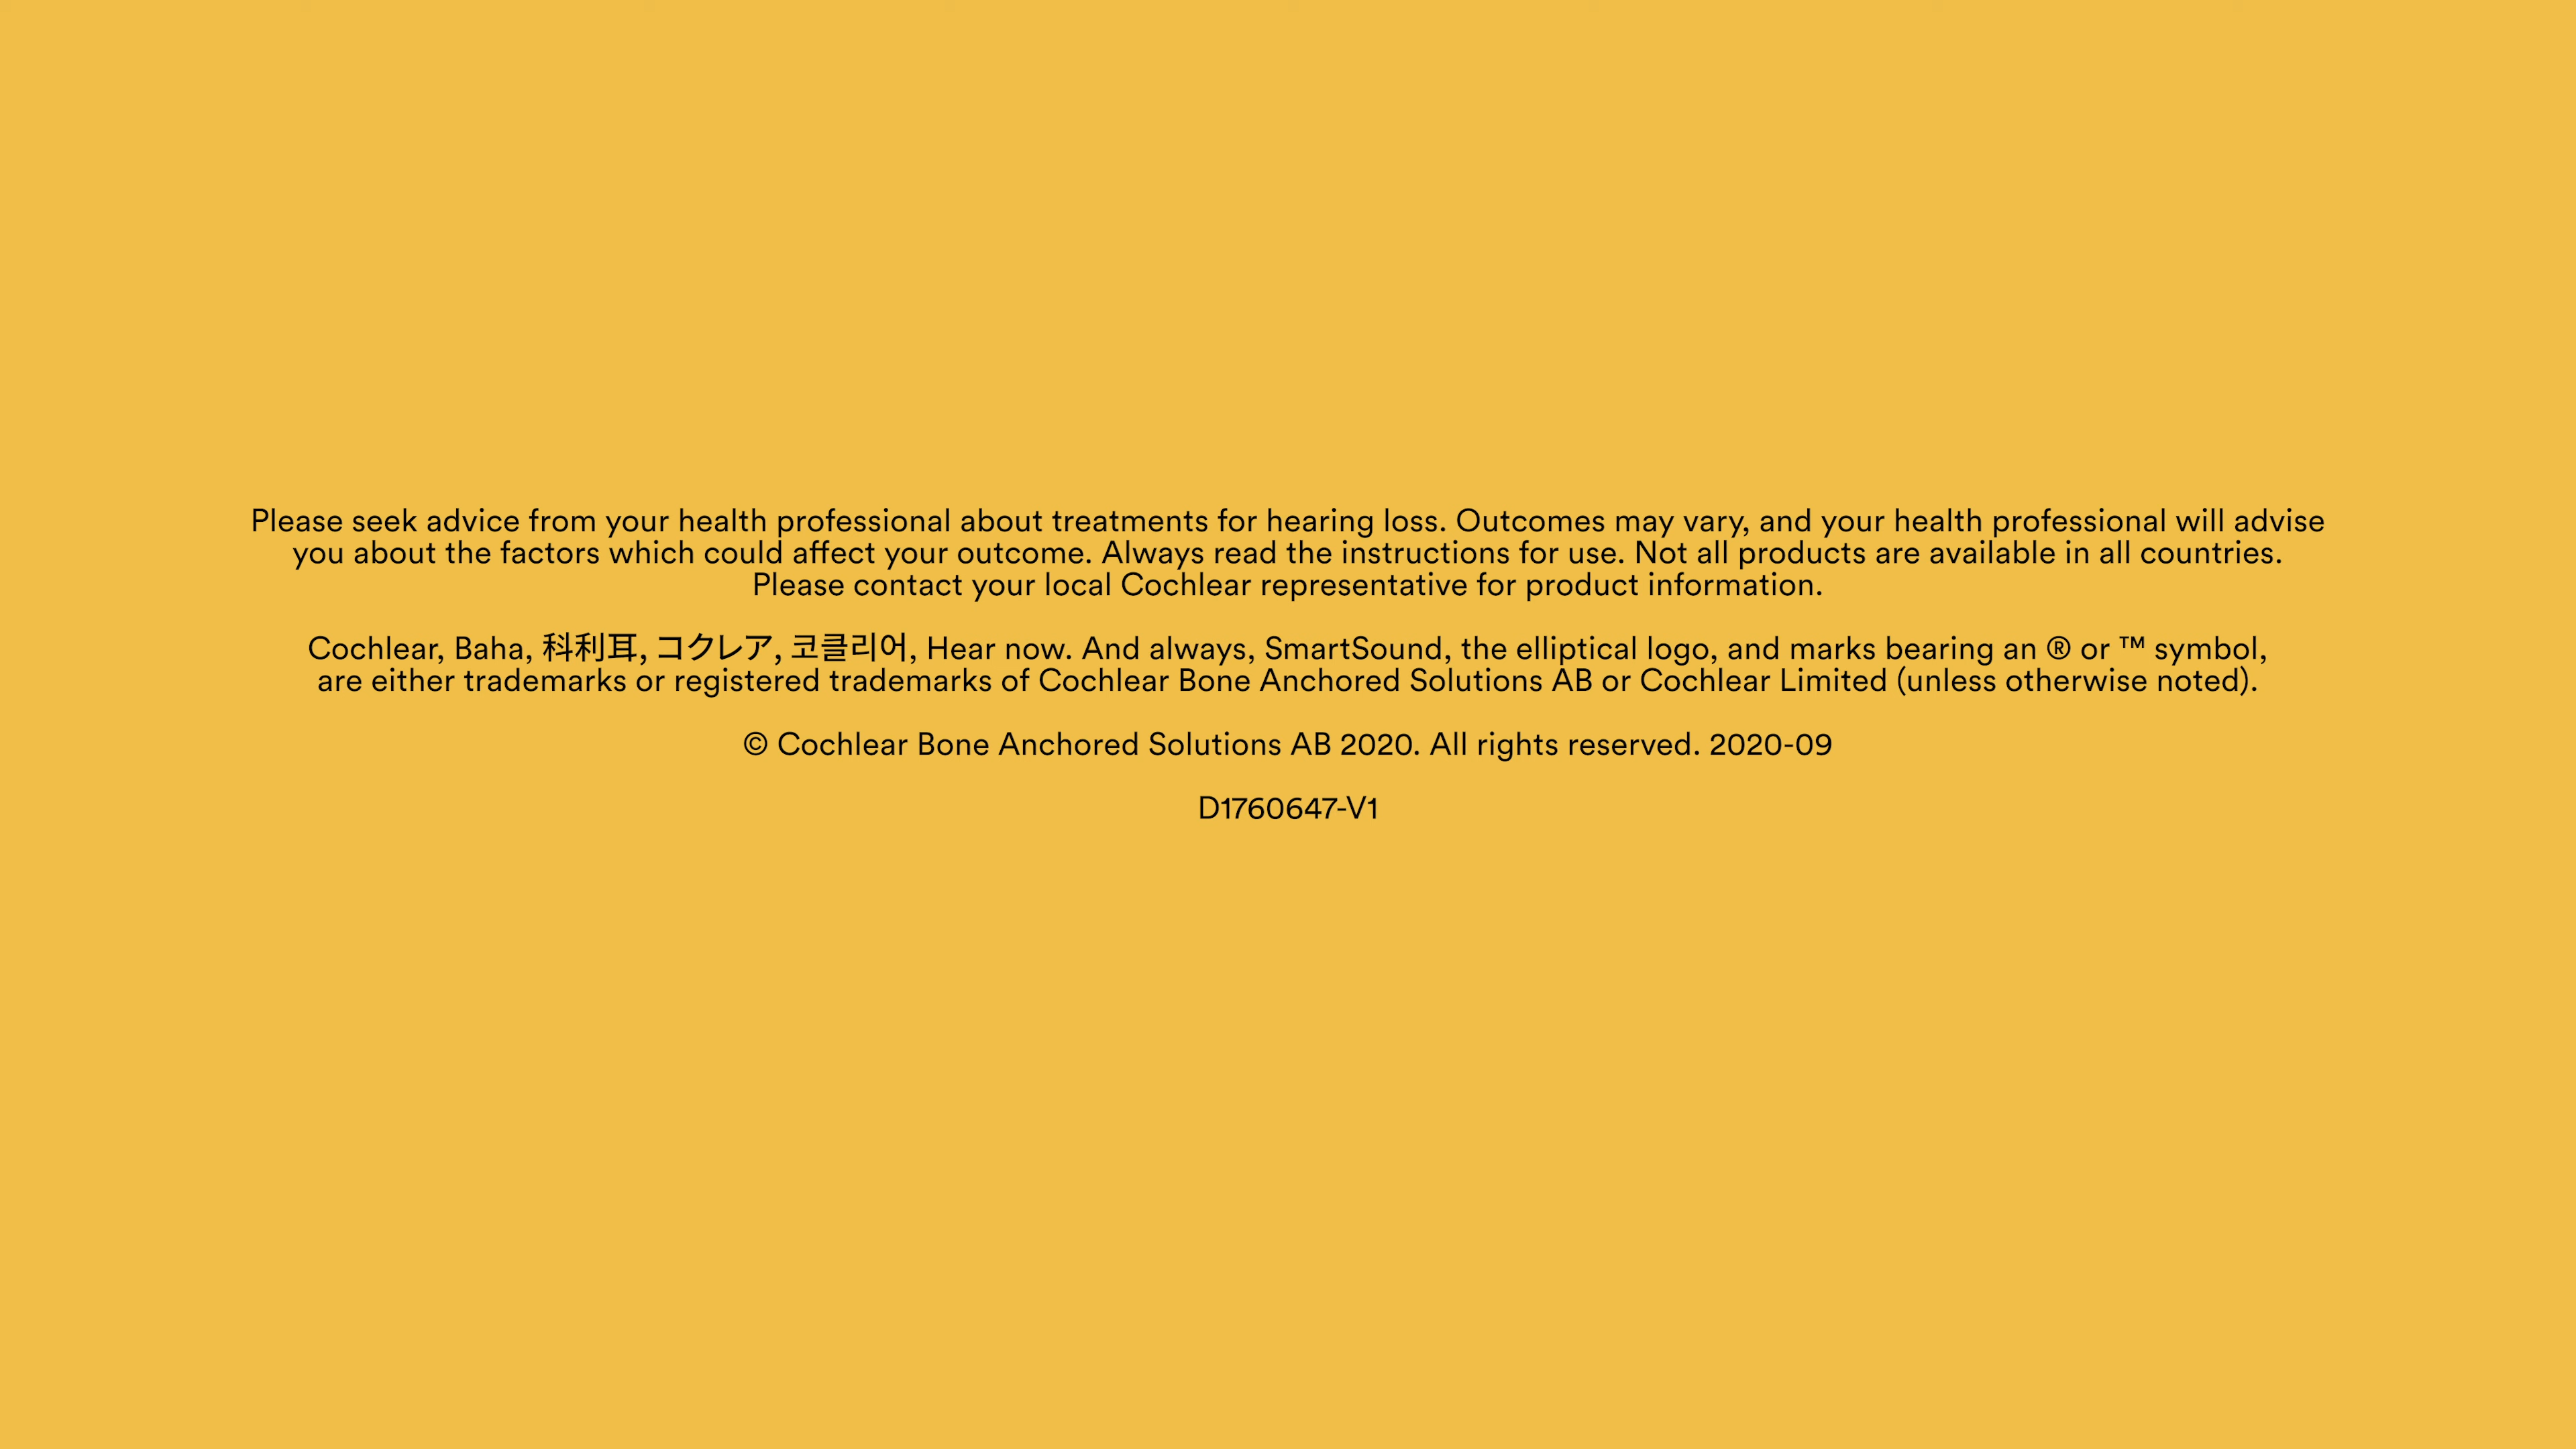 Please seek advice from your health professional about treatments for hearing loss. Outcomes may vary, and your health professional will advise
you about the factors which could affect your outcome. Always read the instructions for use. Not all products are available in all countries.
Please contact your local Cochlear representative for product information.
Cochlear, Baha, 科利耳, コクレア, 코클리어, Hear now. And always, SmartSound, the elliptical logo, and marks bearing an ® or ™ symbol,
are either trademarks or registered trademarks of Cochlear Bone Anchored Solutions AB or Cochlear Limited (unless otherwise noted).
© Cochlear Bone Anchored Solutions AB 2020. All rights reserved. 2020-09
D1760647-V1